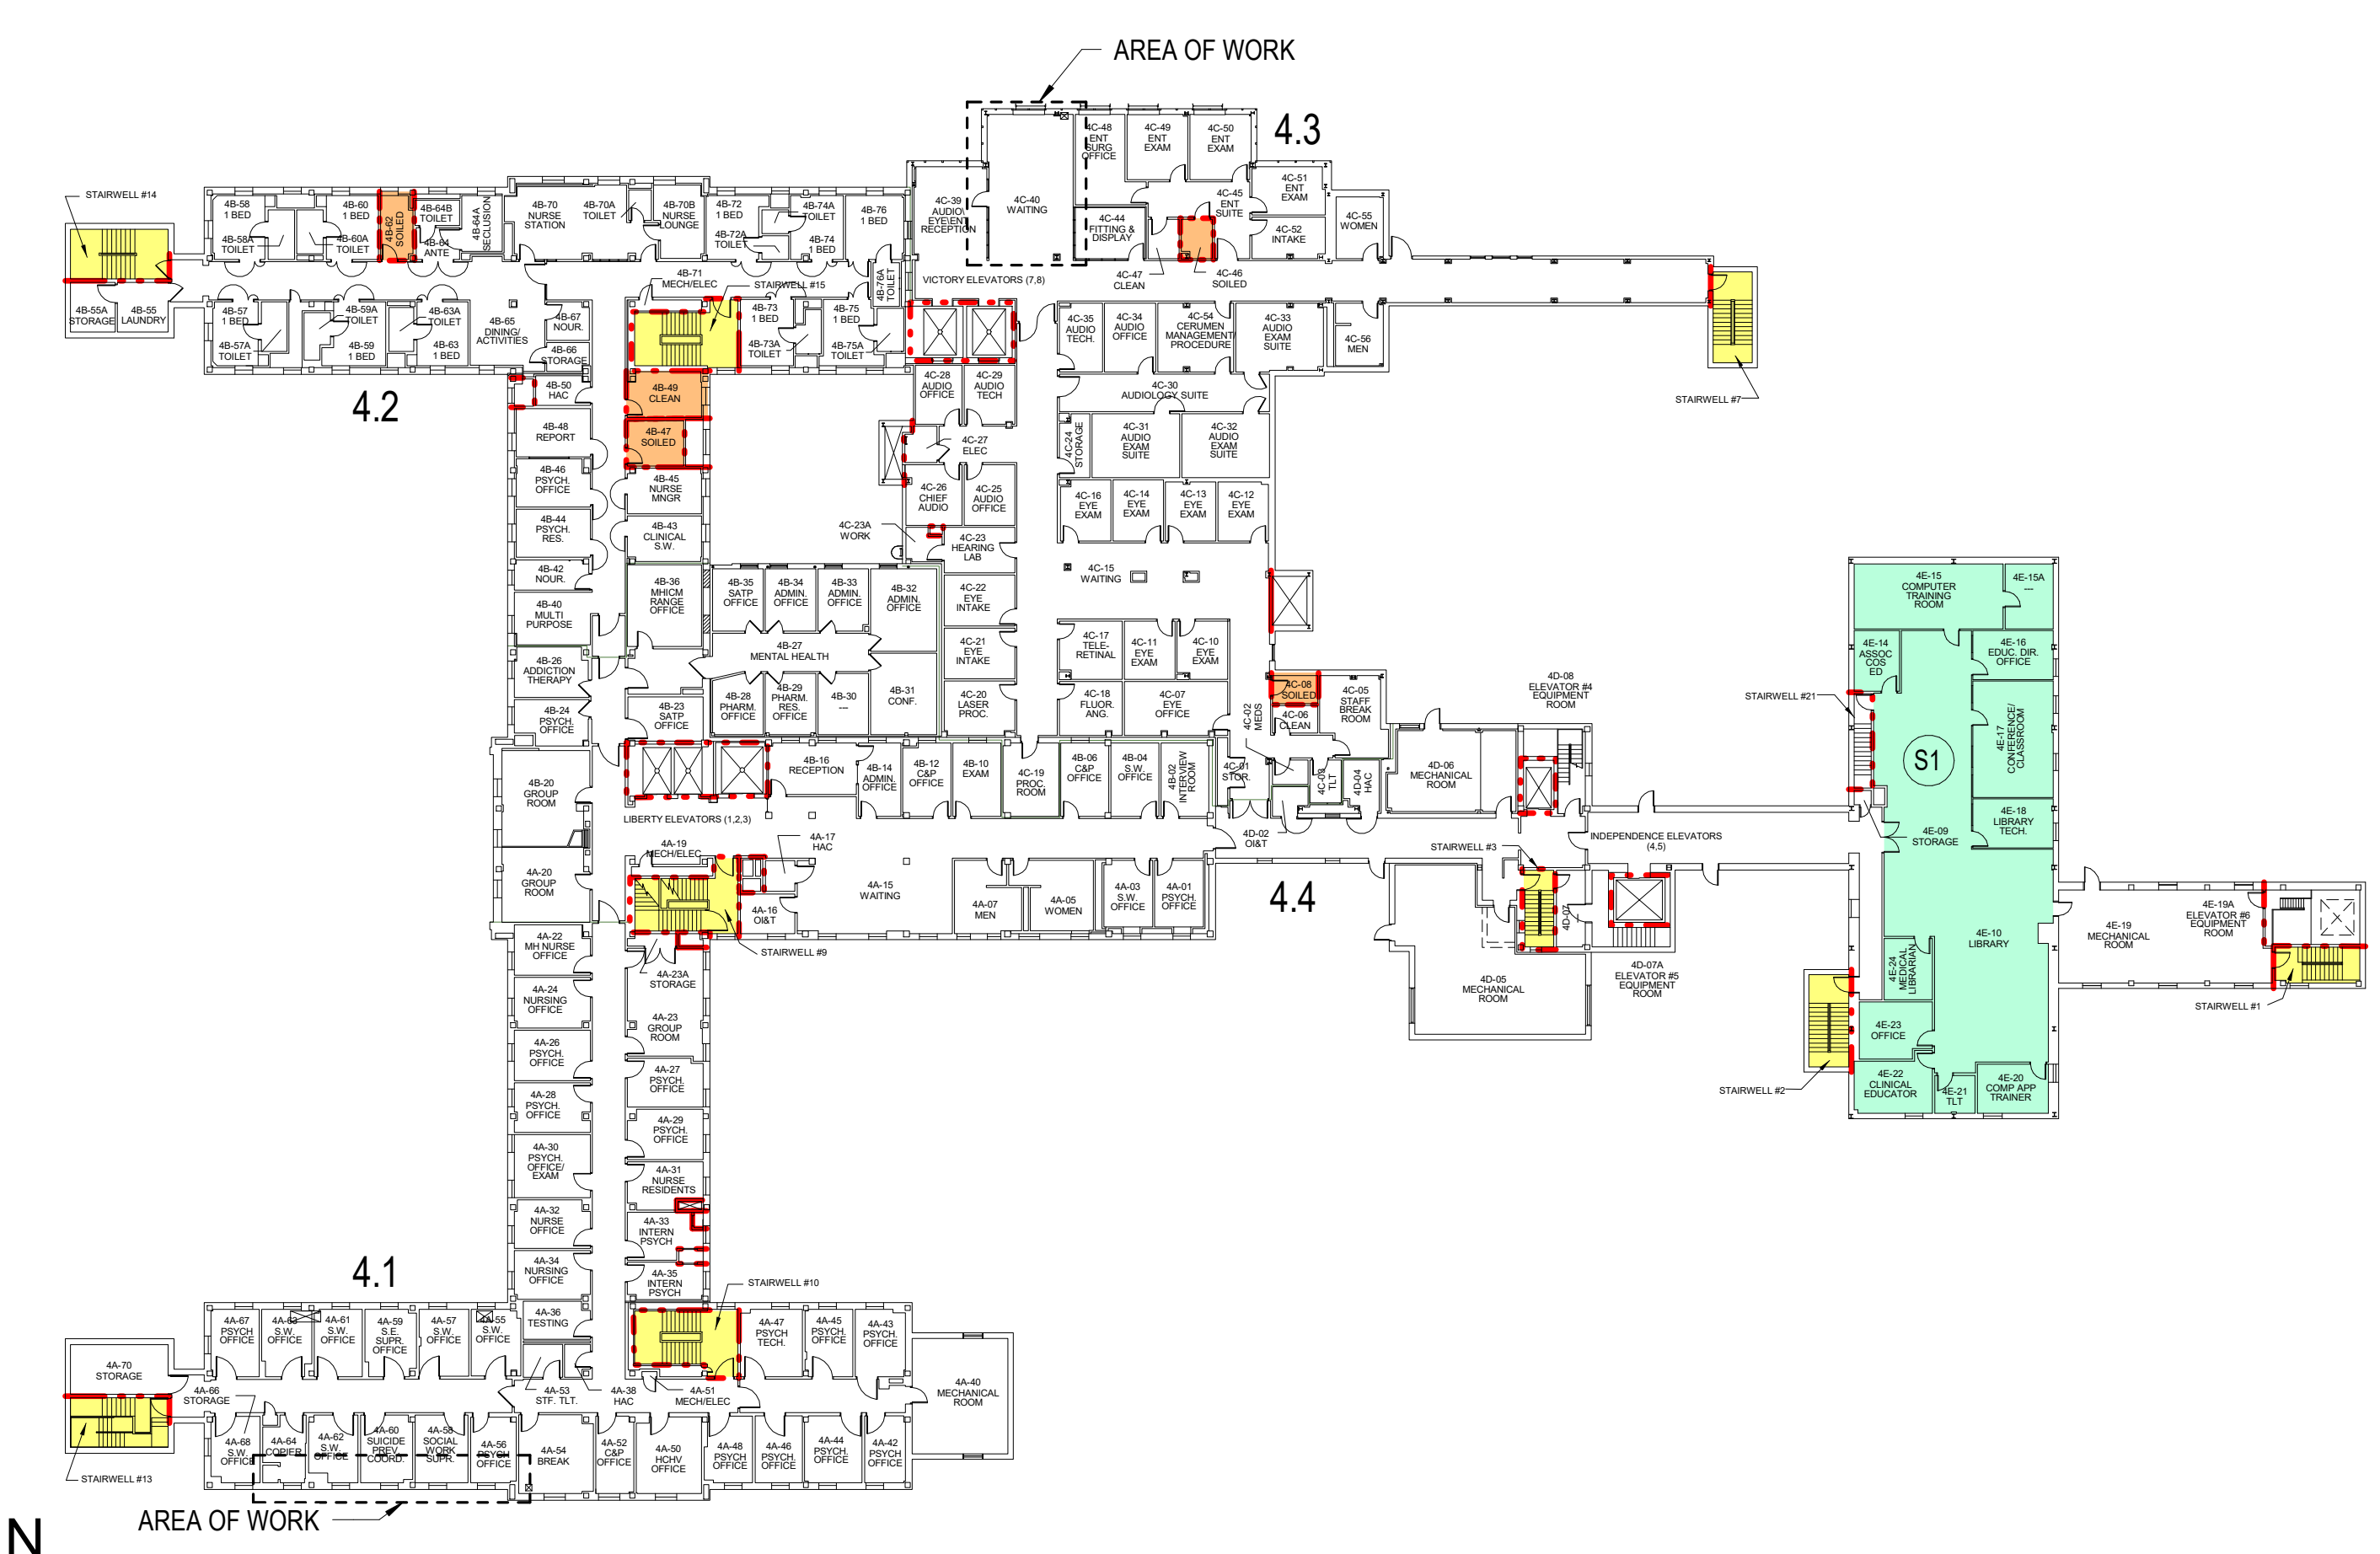 AREA OF WORK
4.3
STAIRWELL #14
4B-58
1 BED
4B-58A
TOILET
4B-60
1 BED
4B-60A
TOILET
4B-62
SOILED
4B-64B
TOILET
4B-64
ANTE
4B-64A
SECLUSION
4B-70
NURSE
STATION
4B-70A
TOILET
4B-70B
NURSE
LOUNGE
4B-72
1 BED
4B-72A
TOILET
4B-74A
TOILET
4B-74
1 BED
4B-76
1 BED
4B-76A
TOILET
4C-39
AUDIO\
EYE\ENT
RECEPTION
4C-40
WAITING
4C-48
ENT
SURG
OFFICE
4C-49
ENT
EXAM
4C-50
ENT
EXAM
4C-51
ENT
EXAM
4C-45
ENT
SUITE
4C-44
FITTING &
DISPLAY
4C-52
INTAKE
4C-55
WOMEN
4C-47
CLEAN
4C-46
SOILED
VICTORY ELEVATORS (7,8)
4B-71
MECH/ELEC
STAIRWELL #15
4B-55A
STORAGE
4B-55
LAUNDRY
4B-57
1 BED
4B-57A
TOILET
4B-59A
TOILET
4B-59
1 BED
4B-63A
TOILET
4B-63
1 BED
4B-65
DINING/
ACTIVITIES
4B-67
NOUR.
4B-66
STORAGE
4B-73
1 BED
4B-73A
TOILET
4B-75
1 BED
4B-75A
TOILET
4C-35
AUDIO
TECH.
4C-34
AUDIO
OFFICE
4C-54
CERUMEN
MANAGEMENT/
PROCEDURE
4C-33
AUDIO
EXAM
SUITE
4C-56
MEN
STAIRWELL #7
4.2
4B-50
HAC
4B-49
CLEAN
4B-48
REPORT
4B-47
SOILED
4B-46
PSYCH.
OFFICE
4B-45
NURSE
MNGR
4B-44
PSYCH.
RES.
4B-43
CLINICAL
S.W.
4B-42
NOUR.
4B-40
MULTI
PURPOSE
4B-36
MHICM
RANGE
OFFICE
4C-28
AUDIO
OFFICE
4C-29
AUDIO
TECH
4C-30
AUDIOLOGY SUITE
4C-27
ELEC
4C-24
STORAGE
4C-31
AUDIO
EXAM
SUITE
4C-32
AUDIO
EXAM
SUITE
4C-26
CHIEF
AUDIO
4C-25
AUDIO
OFFICE
4C-16
EYE
EXAM
4C-14
EYE
EXAM
4C-13
EYE
EXAM
4C-12
EYE
EXAM
4C-23A
WORK
4C-23
HEARING
LAB
4C-15
WAITING
4B-35
SATP
OFFICE
4B-34
ADMIN.
OFFICE
4B-33
ADMIN.
OFFICE
4B-32
ADMIN.
OFFICE
4C-22
EYE
INTAKE
4B-26
ADDICTION
THERAPY
4B-27
MENTAL HEALTH
4C-21
EYE
INTAKE
4C-17
TELE-
RETINAL
4C-11
EYE
EXAM
4C-10
EYE
EXAM
4B-24
PSYCH.
OFFICE
4B-23
SATP
OFFICE
4B-28
PHARM.
OFFICE
4B-29
PHARM.
RES.
OFFICE
4B-30
---
4B-31
CONF.
4C-20
LASER
PROC.
4C-18
FLUOR.
ANG.
4C-07
EYE
OFFICE
4C-02
MEDS
4C-08
SOILED
4C-06
CLEAN
4C-05
STAFF
BREAK
ROOM
4D-08
ELEVATOR #4
EQUIPMENT
ROOM
4B-20
GROUP
ROOM
4B-16
RECEPTION
4B-14
ADMIN.
OFFICE
4B-12
C&P
OFFICE
4B-10
EXAM
4C-19
PROC.
ROOM
4B-06
C&P
OFFICE
4B-04
S.W.
OFFICE
4B-02
INTERVIEW
ROOM
4C-01
STOR.
4C-03
TLT
4D-04
HAC
4D-06
MECHANICAL
ROOM
LIBERTY ELEVATORS (1,2,3)
4D-02
OI&T
INDEPENDENCE ELEVATORS
(4,5)
STAIRWELL #3
4A-19
MECH/ELEC
4A-17
HAC
4A-20
GROUP
ROOM
4A-16
OI&T
4A-15
WAITING
4A-07
MEN
4A-05
WOMEN
4A-03
S.W.
OFFICE
4A-01
PSYCH.
OFFICE
4.4
4D-07
4D-05
MECHANICAL
ROOM
4D-07A
ELEVATOR #5
EQUIPMENT
ROOM
STAIRWELL #9
4E-15
COMPUTER
TRAINING
ROOM
4E-15A
---
4E-14
ASSOC
COS
ED
4E-16
EDUC. DIR.
OFFICE
STAIRWELL #21
S1
4E-17
CONFERENCE/
CLASSROOM
4E-18
LIBRARY
TECH.
4E-09
STORAGE
4E-10
LIBRARY
4E-24
MEDICAL
LIBRARIAN
4E-23
OFFICE
4E-22
CLINICAL
EDUCATOR
4E-21
TLT
4E-20
COMP APP
TRAINER
STAIRWELL #2
4E-19
MECHANICAL
ROOM
4E-19A
ELEVATOR #6
EQUIPMENT
ROOM
STAIRWELL #1
4A-22
MH NURSE
OFFICE
4A-23A
STORAGE
4A-24
NURSING
OFFICE
4A-23
GROUP
ROOM
4A-26
PSYCH.
OFFICE
4A-27
PSYCH.
OFFICE
4A-28
PSYCH.
OFFICE
4A-29
PSYCH.
OFFICE
4A-30
PSYCH.
OFFICE/
EXAM
4A-31
NURSE
RESIDENTS
4A-32
NURSE
OFFICE
4A-33
INTERN
PSYCH
4A-34
NURSING
OFFICE
4A-35
INTERN
PSYCH
4.1
STAIRWELL #10
4A-36
TESTING
4A-67
PSYCH
OFFICE
4A-63
S.W.
OFFICE
4A-61
S.W.
OFFICE
4A-59
S.E.
SUPR.
OFFICE
4A-57
S.W.
OFFICE
4A-55
S.W.
OFFICE
4A-47
PSYCH
TECH.
4A-45
PSYCH.
OFFICE
4A-43
PSYCH.
OFFICE
4A-70
STORAGE
4A-66
STORAGE
4A-53
STF. TLT.
4A-38
HAC
4A-51
MECH/ELEC
4A-40
MECHANICAL
ROOM
4A-68
S.W.
OFFICE
4A-64
COPIER
4A-62
S.W.
OFFICE
4A-60
SUICIDE
PREV.
COORD.
4A-58
SOCIAL
WORK
SUPR.
4A-56
PSYCH
OFFICE
4A-54
BREAK
4A-52
C&P
OFFICE
4A-50
HCHV
OFFICE
4A-48
PSYCH
OFFICE
4A-46
PSYCH.
OFFICE
4A-44
PSYCH.
OFFICE
4A-42
PSYCH
OFFICE
STAIRWELL #13
AREA OF WORK
N